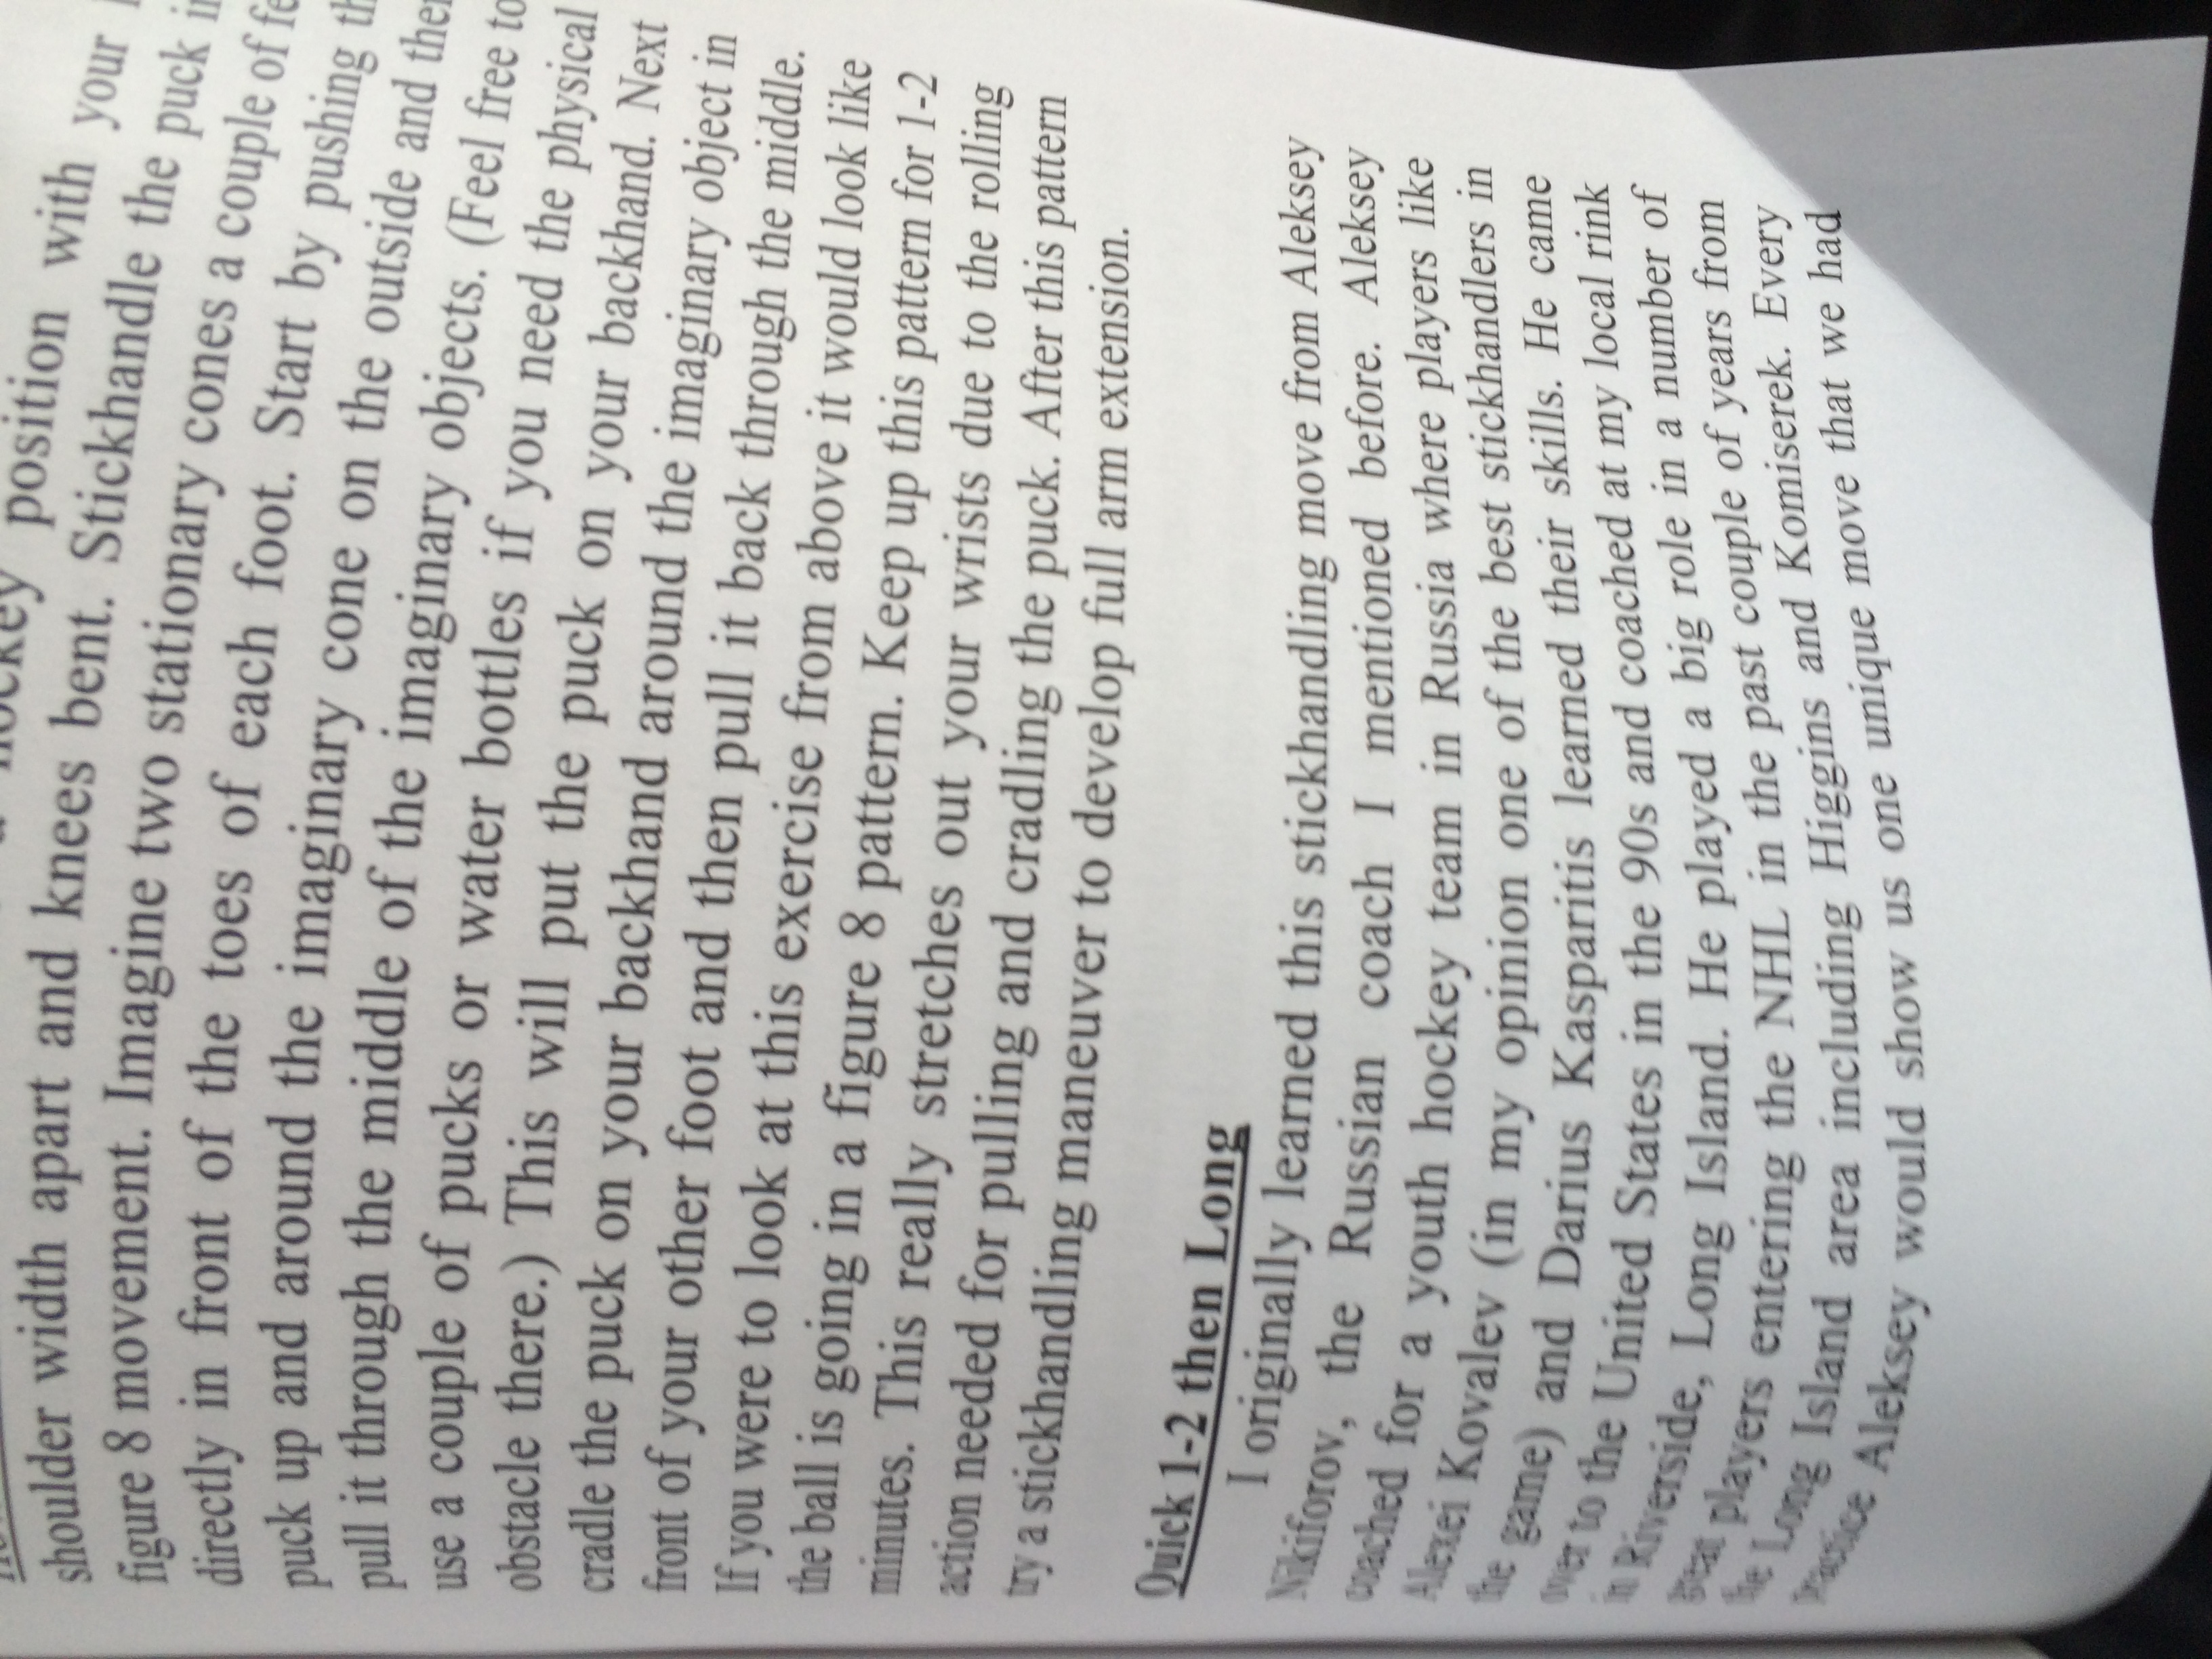 hockey position with your
shoulder width apart and knees bent. Stickhandle the puck
figure 8 movement. Imagine two stationary cones a couple of
directly in front of the toes of each foot. Start by pushing
puck up and around the imaginary cone on the outside and
pull it through the middle of the imaginary objects. (Feel free to
use a couple of pucks or water bottles if you need the physical
obstacle there.) This will put the puck on your backhand. Next
cradle the puck on your backhand around the imaginary object in
front of your other foot and then pull it back through the middle.
If you were to look at this exercise from above it would look like
the ball is going in a figure 8 pattern. Keep up this pattern for 1-2
minutes. This really stretches out your wrists due to the rolling
action needed for pulling and cradling the puck. After this pattern
try a stickhandling maneuver to develop full arm extension.
Quick 1-2 then Long
I originally learned this stickhandling move from Aleksey
Nikiforov, the Russian coach I mentioned before. Aleksey
coached for a youth hockey team in Russia where players like
Alexei Kovalev (in my opinion one of the best stickhandlers in
the game) and Darius Kasparitis learned their skills. He came
over to the United States in the 90s and coached at my local rink
in Riverside, Long Island. He played a big role in a number of
great players entering the NHL in the past couple of years from
the Long Island area including Higgins and Komiserek. Every
practice Aleksey would show us one unique move that we had